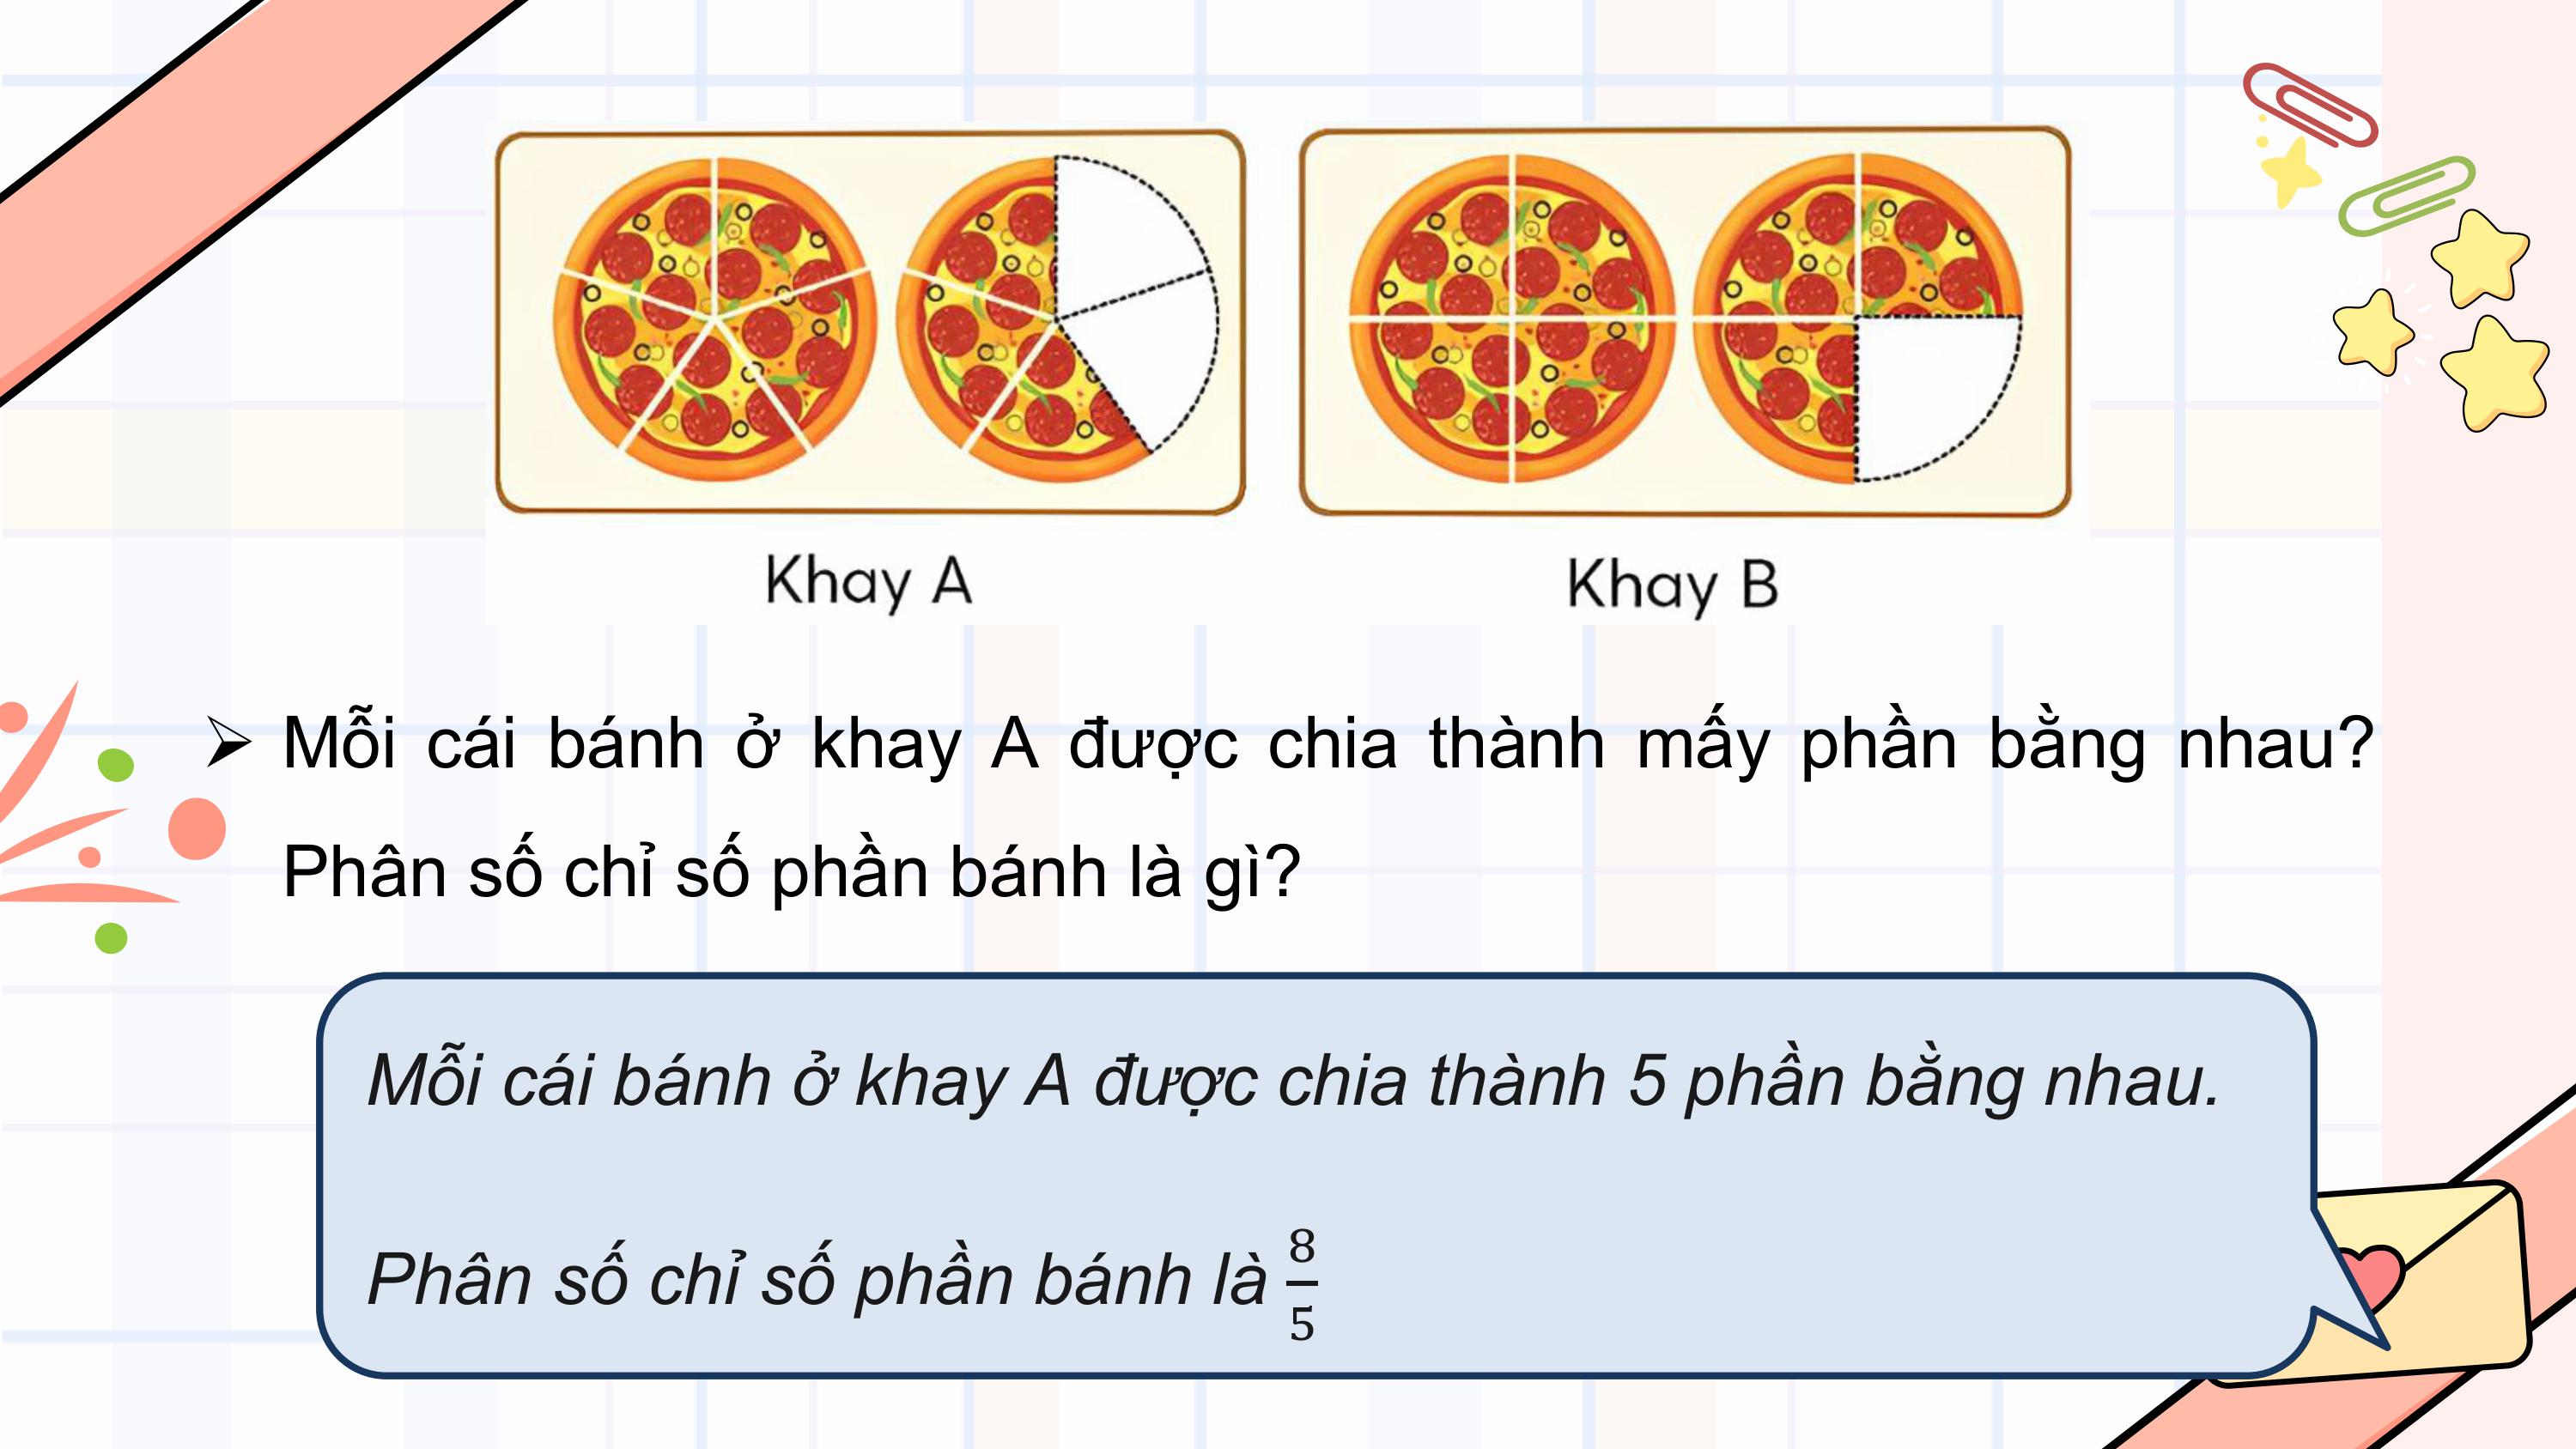 Khay A
Khay B
Mỗi cái bánh ở khay A được chia thành mấy phần bằng nhau?
Phân số chỉ số phần bánh là gì?
Mỗi cái bánh ở khay A được chia thành 5 phần bằng nhau.
Phân số chỉ số phần bánh là 8/5